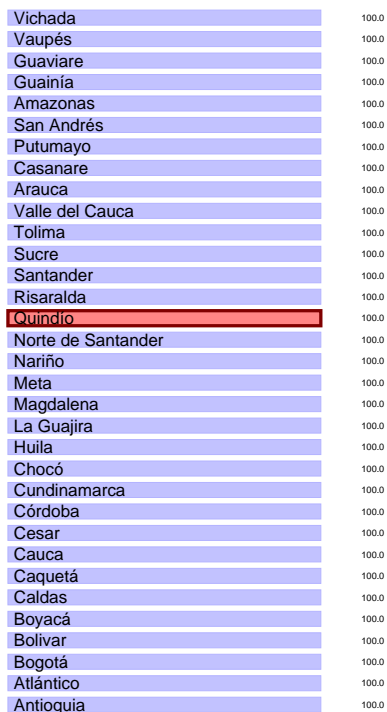 Vichada 100.0
Vaupés 100.0
Guaviare 100.0
Guainía 100.0
Amazonas 100.0
San Andrés 100.0
Putumayo 100.0
Casanare 100.0
Arauca 100.0
Valle del Cauca 100.0
Tolima 100.0
Sucre 100.0
Santander 100.0
Risaralda 100.0
Quindío 100.0
Norte de Santander 100.0
Nariño 100.0
Meta 100.0
Magdalena 100.0
La Guajira 100.0
Huila 100.0
Chocó 100.0
Cundinamarca 100.0
Córdoba 100.0
Cesar 100.0
Cauca 100.0
Caquetá 100.0
Caldas 100.0
Boyacá 100.0
Bolivar 100.0
Bogotá 100.0
Atlántico 100.0
Antioquia 100.0